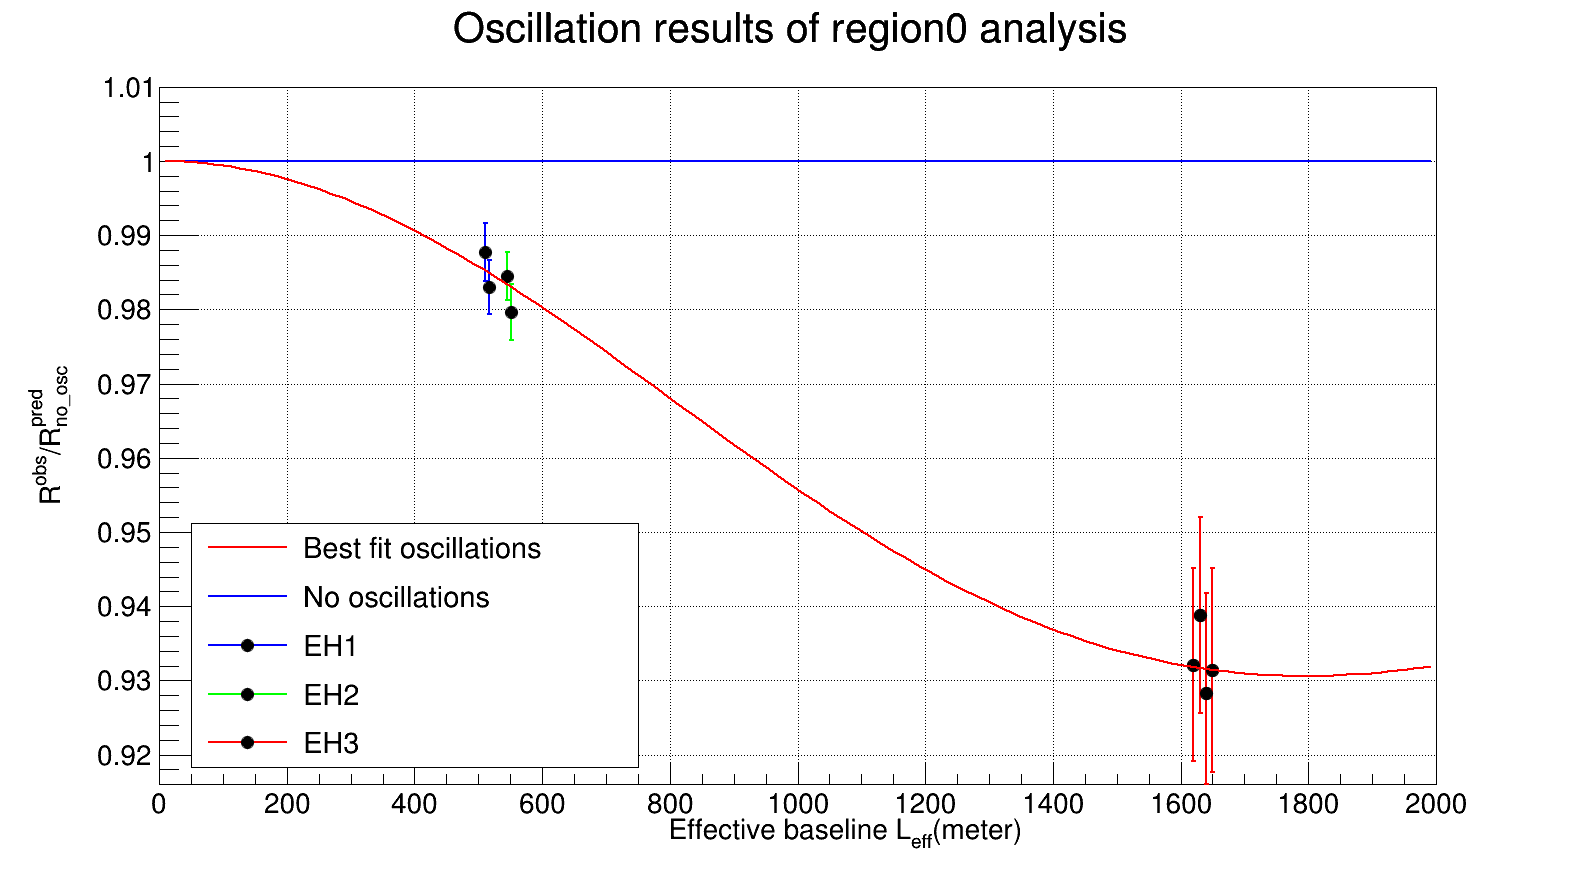 Oscillation results of region0 analysis
1.01
1
0.99
0.98
0.97
0.96
0.95
0.94
0.93
0.92
R^obs/R^pred_no_osc
Best fit oscillations
No oscillations
EH1
EH2
EH3
0 200 400 600 800 1000 1200 1400 1600 1800 2000
Effective baseline L_eff(meter)